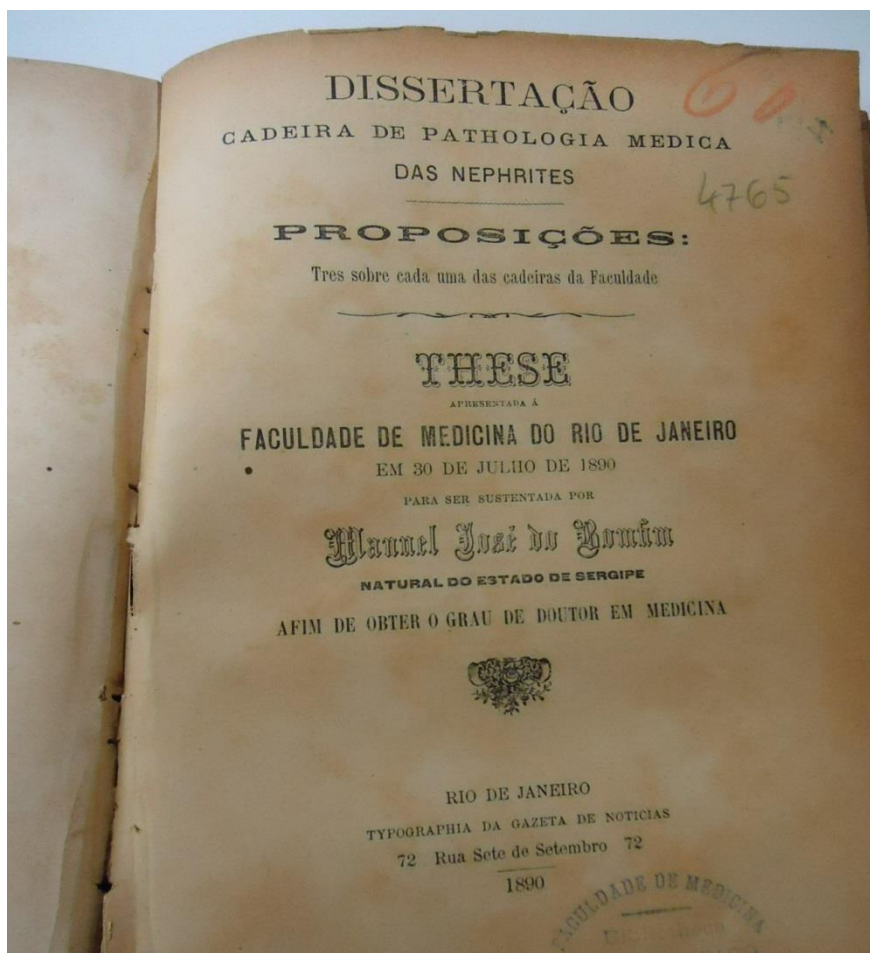 DISSERTAÇÃO
CADEIRA DE PATHOLOGIA MEDICA
DAS NEPHRITES
4765
PROPOSIÇÕES:
Tres sobre cada uma das cadeiras da Faculdade
THESE
APRESENTADA Á
FACULDADE DE MEDICINA DO RIO DE JANEIRO
EM 30 DE JULHO DE 1890
PARA SER SUSTENTADA POR
Manuel José do Bomfim
NATURAL DO ESTADO DE SERGIPE
AFIM DE OBTER O GRAU DE DOUTOR EM MEDICINA
RIO DE JANEIRO
TYPOGRAPHIA DA GAZETA DE NOTICIAS
72 Rua Sete de Setembro 72
1890
FACULDADE DE MEDICINA